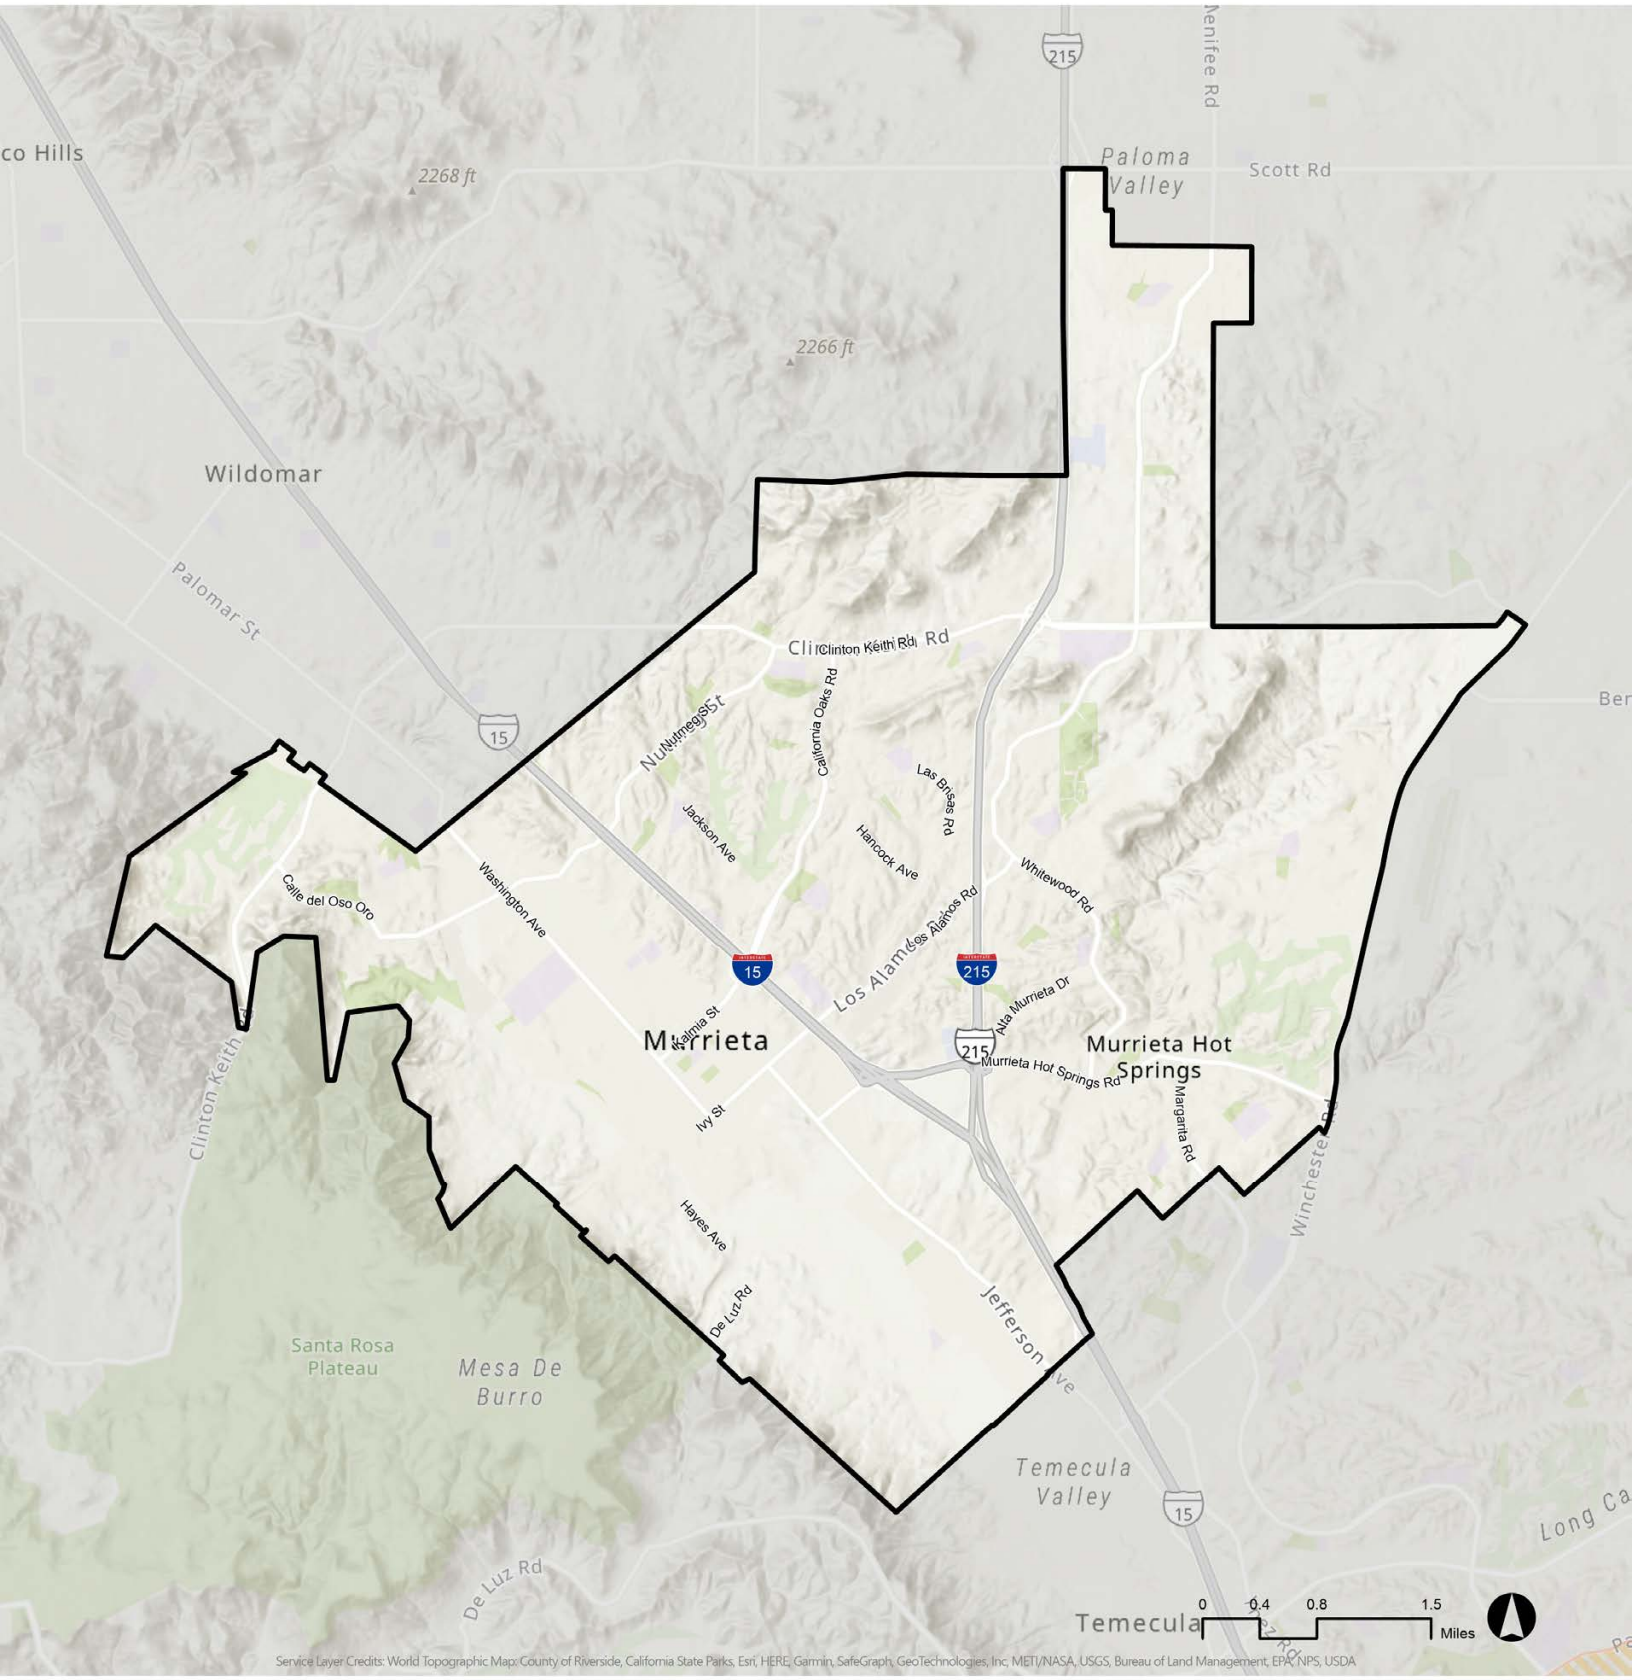 215
Menifee Rd
co Hills
2268 ft
Paloma
Valley
Scott Rd
2266 ft
Wildomar
Palomar St
Clinton Keith Rd
Clinton Keith Rd
Ber
Nutmeg St
Nutmeg St
California Oaks Rd
15
Las Brisas Rd
Jackson Ave
Hancock Ave
Whitewood Rd
Calle del Oso Oro
Washington Ave
Los Alamos Rd
Los Alamos Rd
INTERSTATE
15
INTERSTATE
215
Alta Murrieta Dr
Kalmia St
Murrieta
215
Murrieta Hot
Springs
Murrieta Hot Springs Rd
Clinton Keith Rd
Ivy St
Margarita Rd
Winchester Rd
Hayes Ave
De Luz Rd
Jefferson Ave
Santa Rosa
Plateau
Mesa De
Burro
Temecula
Valley
15
Long Ca
De Luz Rd
Temecula
0 0.4 0.8 1.5
Miles
Pa
Service Layer Credits: World Topographic Map: County of Riverside, California State Parks, Esri, HERE, Garmin, SafeGraph, GeoTechnologies, Inc, METI/NASA, USGS, Bureau of Land Management, EPA, NPS, USDA